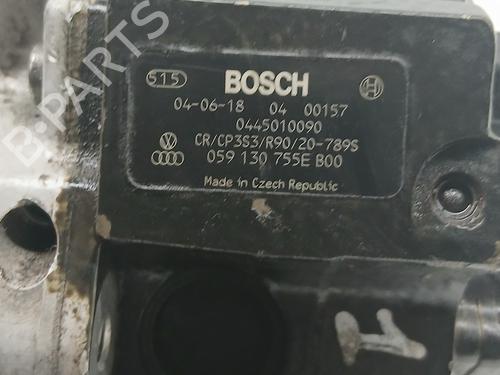 B-PARTS
515 BOSCH
04-06-18 04 00157
0445010090
CR/CP3S3/R90/20-789S
059 130 755E B00
Made in Czech Republic